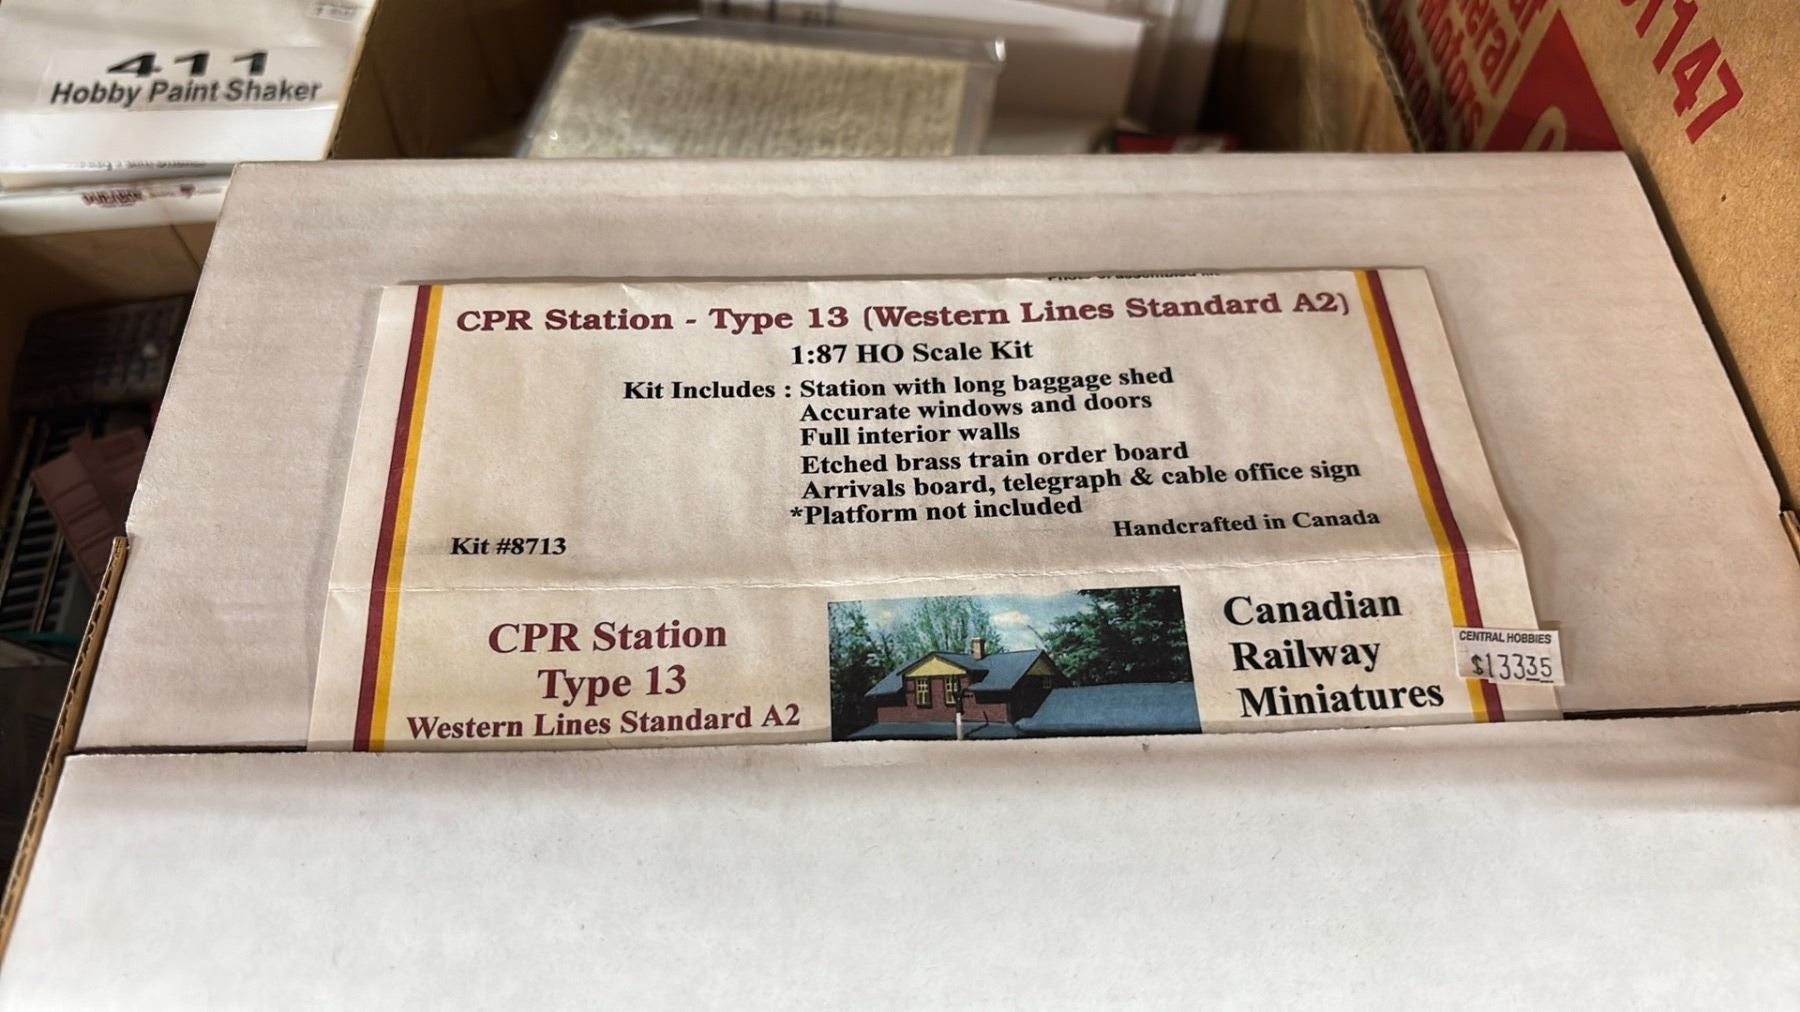 411
Hobby Paint Shaker
General
Motors
1147
CPR Station - Type 13 (Western Lines Standard A2)
1:87 HO Scale Kit
Kit Includes : Station with long baggage shed
Accurate windows and doors
Full interior walls
Etched brass train order board
Arrivals board, telegraph & cable office sign
*Platform not included
Handcrafted in Canada
Kit #8713
CPR Station
Type 13
Western Lines Standard A2
Canadian
Railway
Miniatures
CENTRAL HOBBIES
$133.35